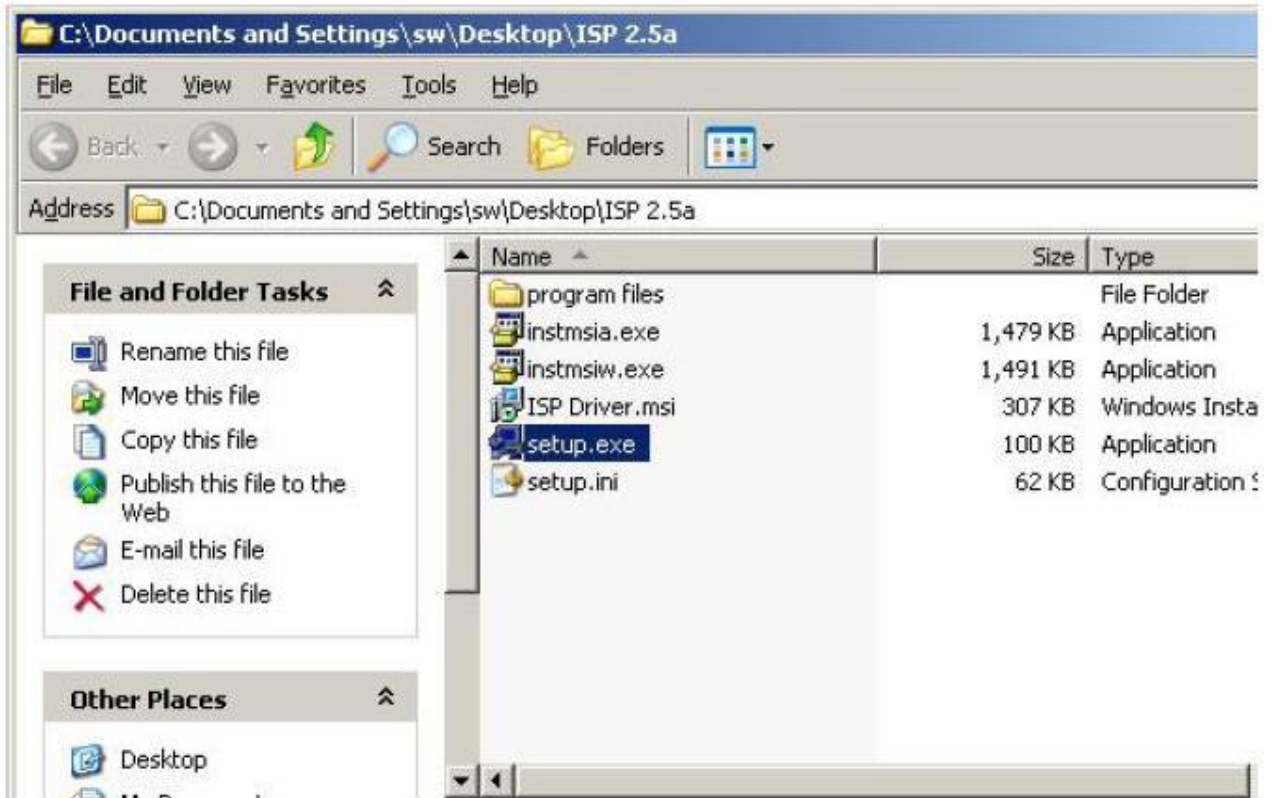 C:\Documents and Settings\sw\Desktop\ISP 2.5a
File Edit View Favorites Tools Help
Back Search Folders
Address C:\Documents and Settings\sw\Desktop\ISP 2.5a
Name Size Type
File and Folder Tasks
Rename this file
Move this file
Copy this file
Publish this file to the
Web
E-mail this file
Delete this file
Other Places
Desktop
program files File Folder
instmsia.exe 1,479 KB Application
instmsiw.exe 1,491 KB Application
ISP Driver.msi 307 KB Windows Insta
setup.exe 100 KB Application
setup.ini 62 KB Configuration